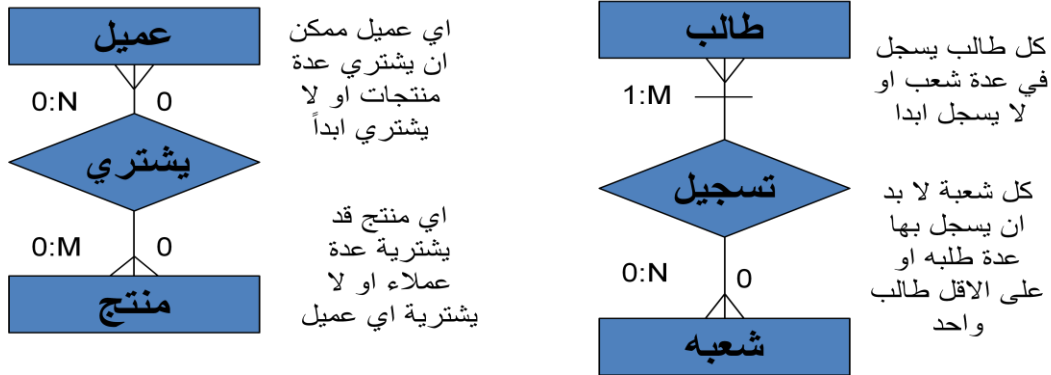 عميل
0:N
0
يشتري
0:M
0
منتج
اي عميل ممكن
ان يشتري عدة
منتجات او لا
يشتري ابداً
اي منتج قد
يشترية عدة
عملاء او لا
يشترية اي عميل
طالب
1:M
تسجيل
0:N
0
شعبه
كل طالب يسجل
في عدة شعب او
لا يسجل ابدا
كل شعبة لا بد
ان يسجل بها
عدة طلبه او
على الاقل طالب
واحد